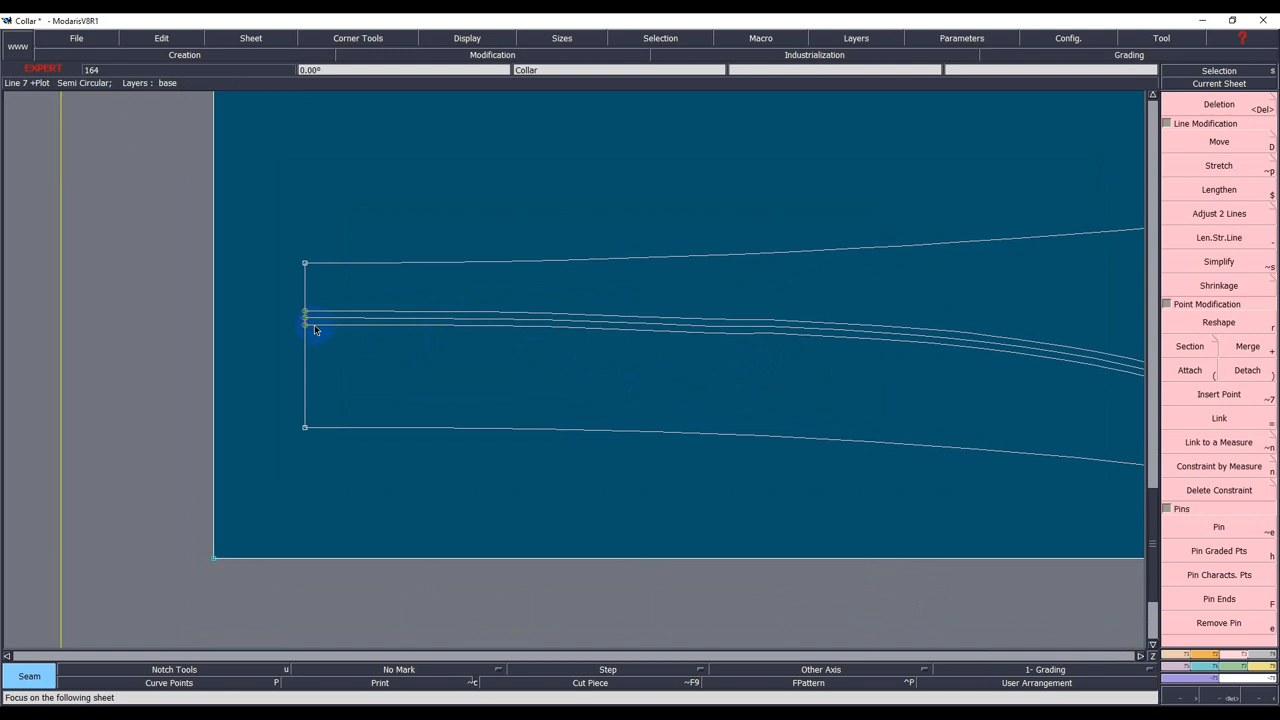 Collar * - ModarisV8R1
www
File Edit Sheet Corner Tools Display Sizes Selection Macro Layers Parameters Config. Tool ?
Creation Modification Industrialization Grading
EXPERT 164 0.00º Collar
Line 7 +Plot Semi Circular; Layers : base
Selection s
Current Sheet
Deletion <Del>
Line Modification
Move D
Stretch ~p
Lengthen $
Adjust 2 Lines
Len.Str.Line -
Simplify ~s
Shrinkage
Point Modification
Reshape r
Section Merge +
Attach ( Detach )
Insert Point ~7
Link =
Link to a Measure ~n
Constraint by Measure n
Delete Constraint
Pins
Pin ~e
Pin Graded Pts h
Pin Characts. Pts
Pin Ends F
Remove Pin e
Z
Seam
Notch Tools u No Mark Step Other Axis 1- Grading
Curve Points P Print ~c Cut Piece ~F9 FPattern ^P User Arrangement
Focus on the following sheet